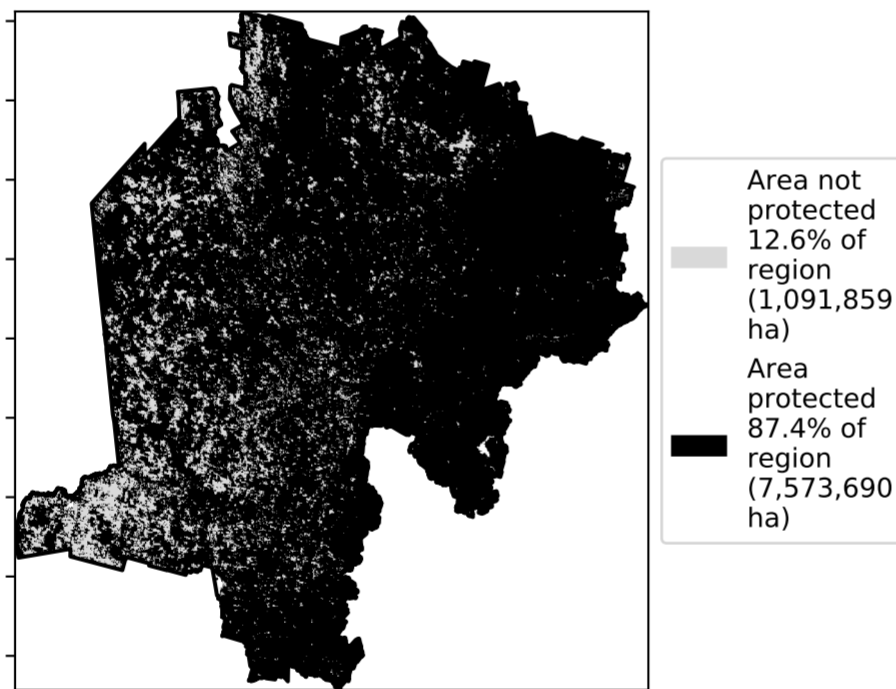 Area not
protected
12.6% of
region
(1,091,859
ha)
Area
protected
87.4% of
region
(7,573,690
ha)